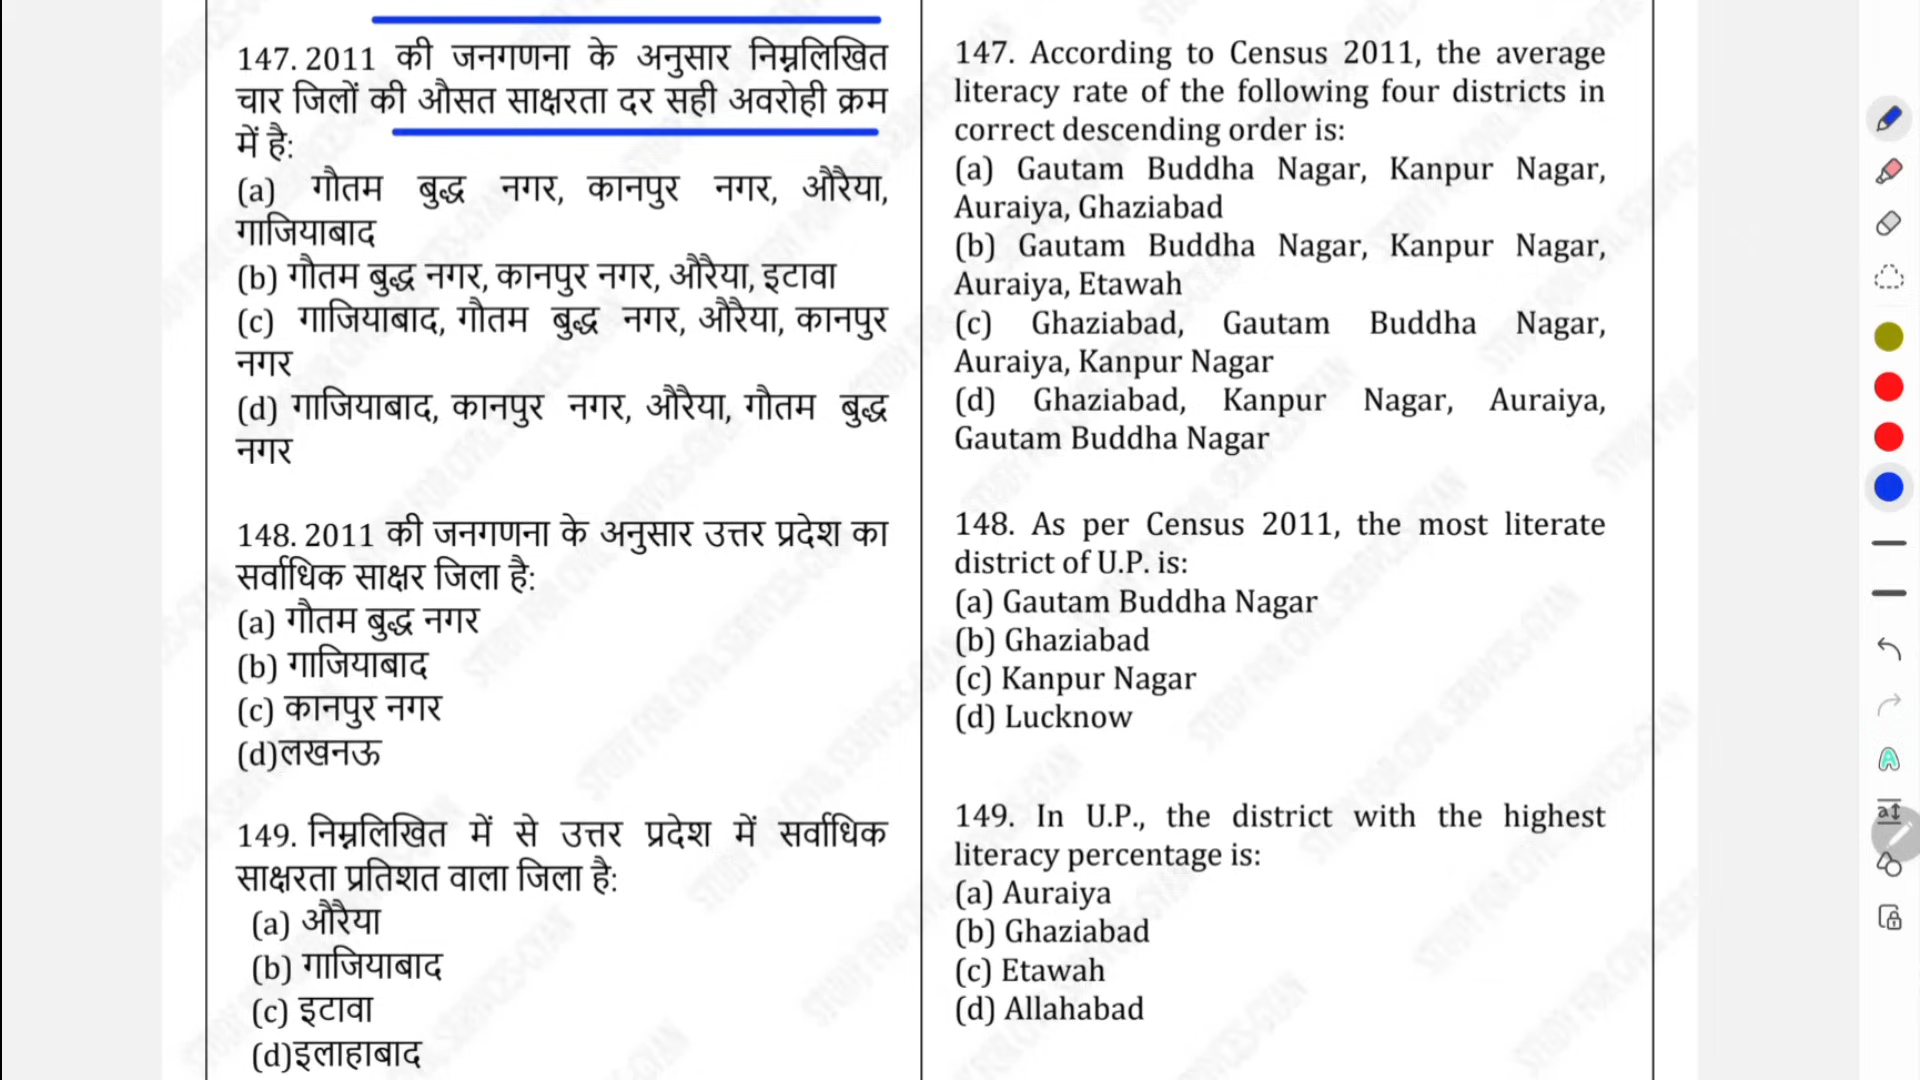 147. 2011 की जनगणना के अनुसार निम्नलिखित
चार जिलों की औसत साक्षरता दर सही अवरोही क्रम
में है:
(a) गौतम बुद्ध नगर, कानपुर नगर, औरैया,
गाजियाबाद
(b) गौतम बुद्ध नगर, कानपुर नगर, औरैया, इटावा
(c) गाजियाबाद, गौतम बुद्ध नगर, औरैया, कानपुर
नगर
(d) गाजियाबाद, कानपुर नगर, औरैया, गौतम बुद्ध
नगर
148. 2011 की जनगणना के अनुसार उत्तर प्रदेश का
सर्वाधिक साक्षर जिला है:
(a) गौतम बुद्ध नगर
(b) गाजियाबाद
(c) कानपुर नगर
(d)लखनऊ
149. निम्नलिखित में से उत्तर प्रदेश में सर्वाधिक
साक्षरता प्रतिशत वाला जिला है:
(a) औरैया
(b) गाजियाबाद
(c) इटावा
(d)इलाहाबाद
147. According to Census 2011, the average
literacy rate of the following four districts in
correct descending order is:
(a) Gautam Buddha Nagar, Kanpur Nagar,
Auraiya, Ghaziabad
(b) Gautam Buddha Nagar, Kanpur Nagar,
Auraiya, Etawah
(c) Ghaziabad, Gautam Buddha Nagar,
Auraiya, Kanpur Nagar
(d) Ghaziabad, Kanpur Nagar, Auraiya,
Gautam Buddha Nagar
148. As per Census 2011, the most literate
district of U.P. is:
(a) Gautam Buddha Nagar
(b) Ghaziabad
(c) Kanpur Nagar
(d) Lucknow
149. In U.P., the district with the highest
literacy percentage is:
(a) Auraiya
(b) Ghaziabad
(c) Etawah
(d) Allahabad
STUDY FOR CIVIL SERVICES-GYAN